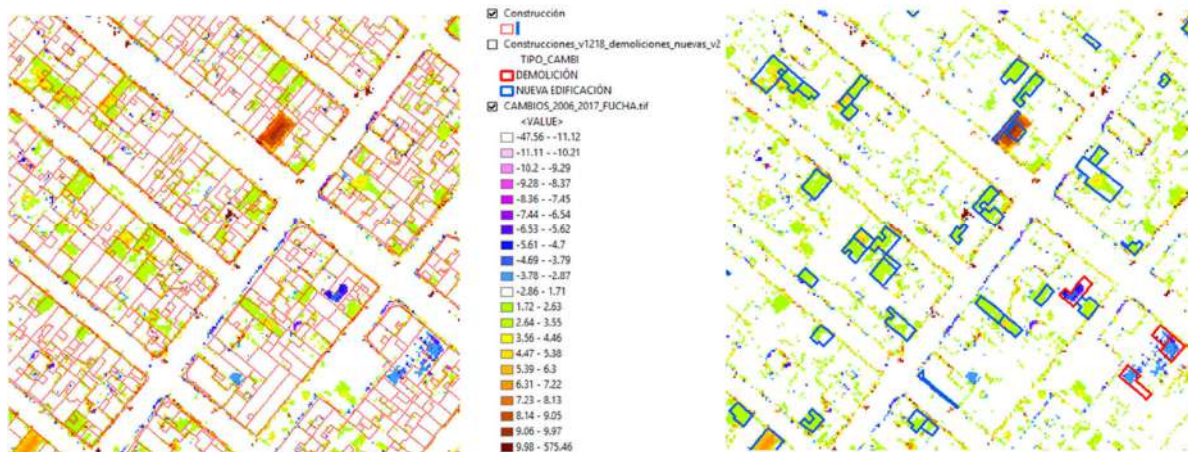 Construcción
Construcciones_v1218_demoliciones_nuevas_v2
TIPO_CAMBI
DEMOLICIÓN
NUEVA EDIFICACIÓN
CAMBIOS_2006_2017_FUCHA.tif
<VALUE>
-47.56 - -11.12
-11.11 - -10.21
-10.2 - -9.29
-9.28 - -8.37
-8.36 - -7.45
-7.44 - -6.54
-6.53 - -5.62
-5.61 - -4.7
-4.69 - -3.79
-3.78 - -2.87
-2.86 - 1.71
1.72 - 2.63
2.64 - 3.55
3.56 - 4.46
4.47 - 5.38
5.39 - 6.3
6.31 - 7.22
7.23 - 8.13
8.14 - 9.05
9.06 - 9.97
9.98 - 575.46